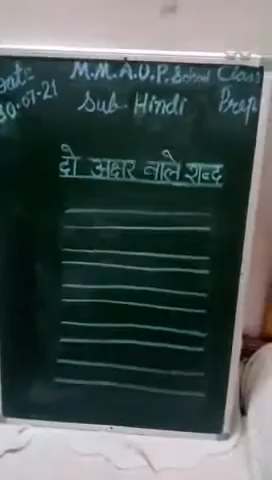 Date M.M.A.U.P. School Class
30-07-21 Sub- Hindi Prep
दो अक्षर वाले शब्द